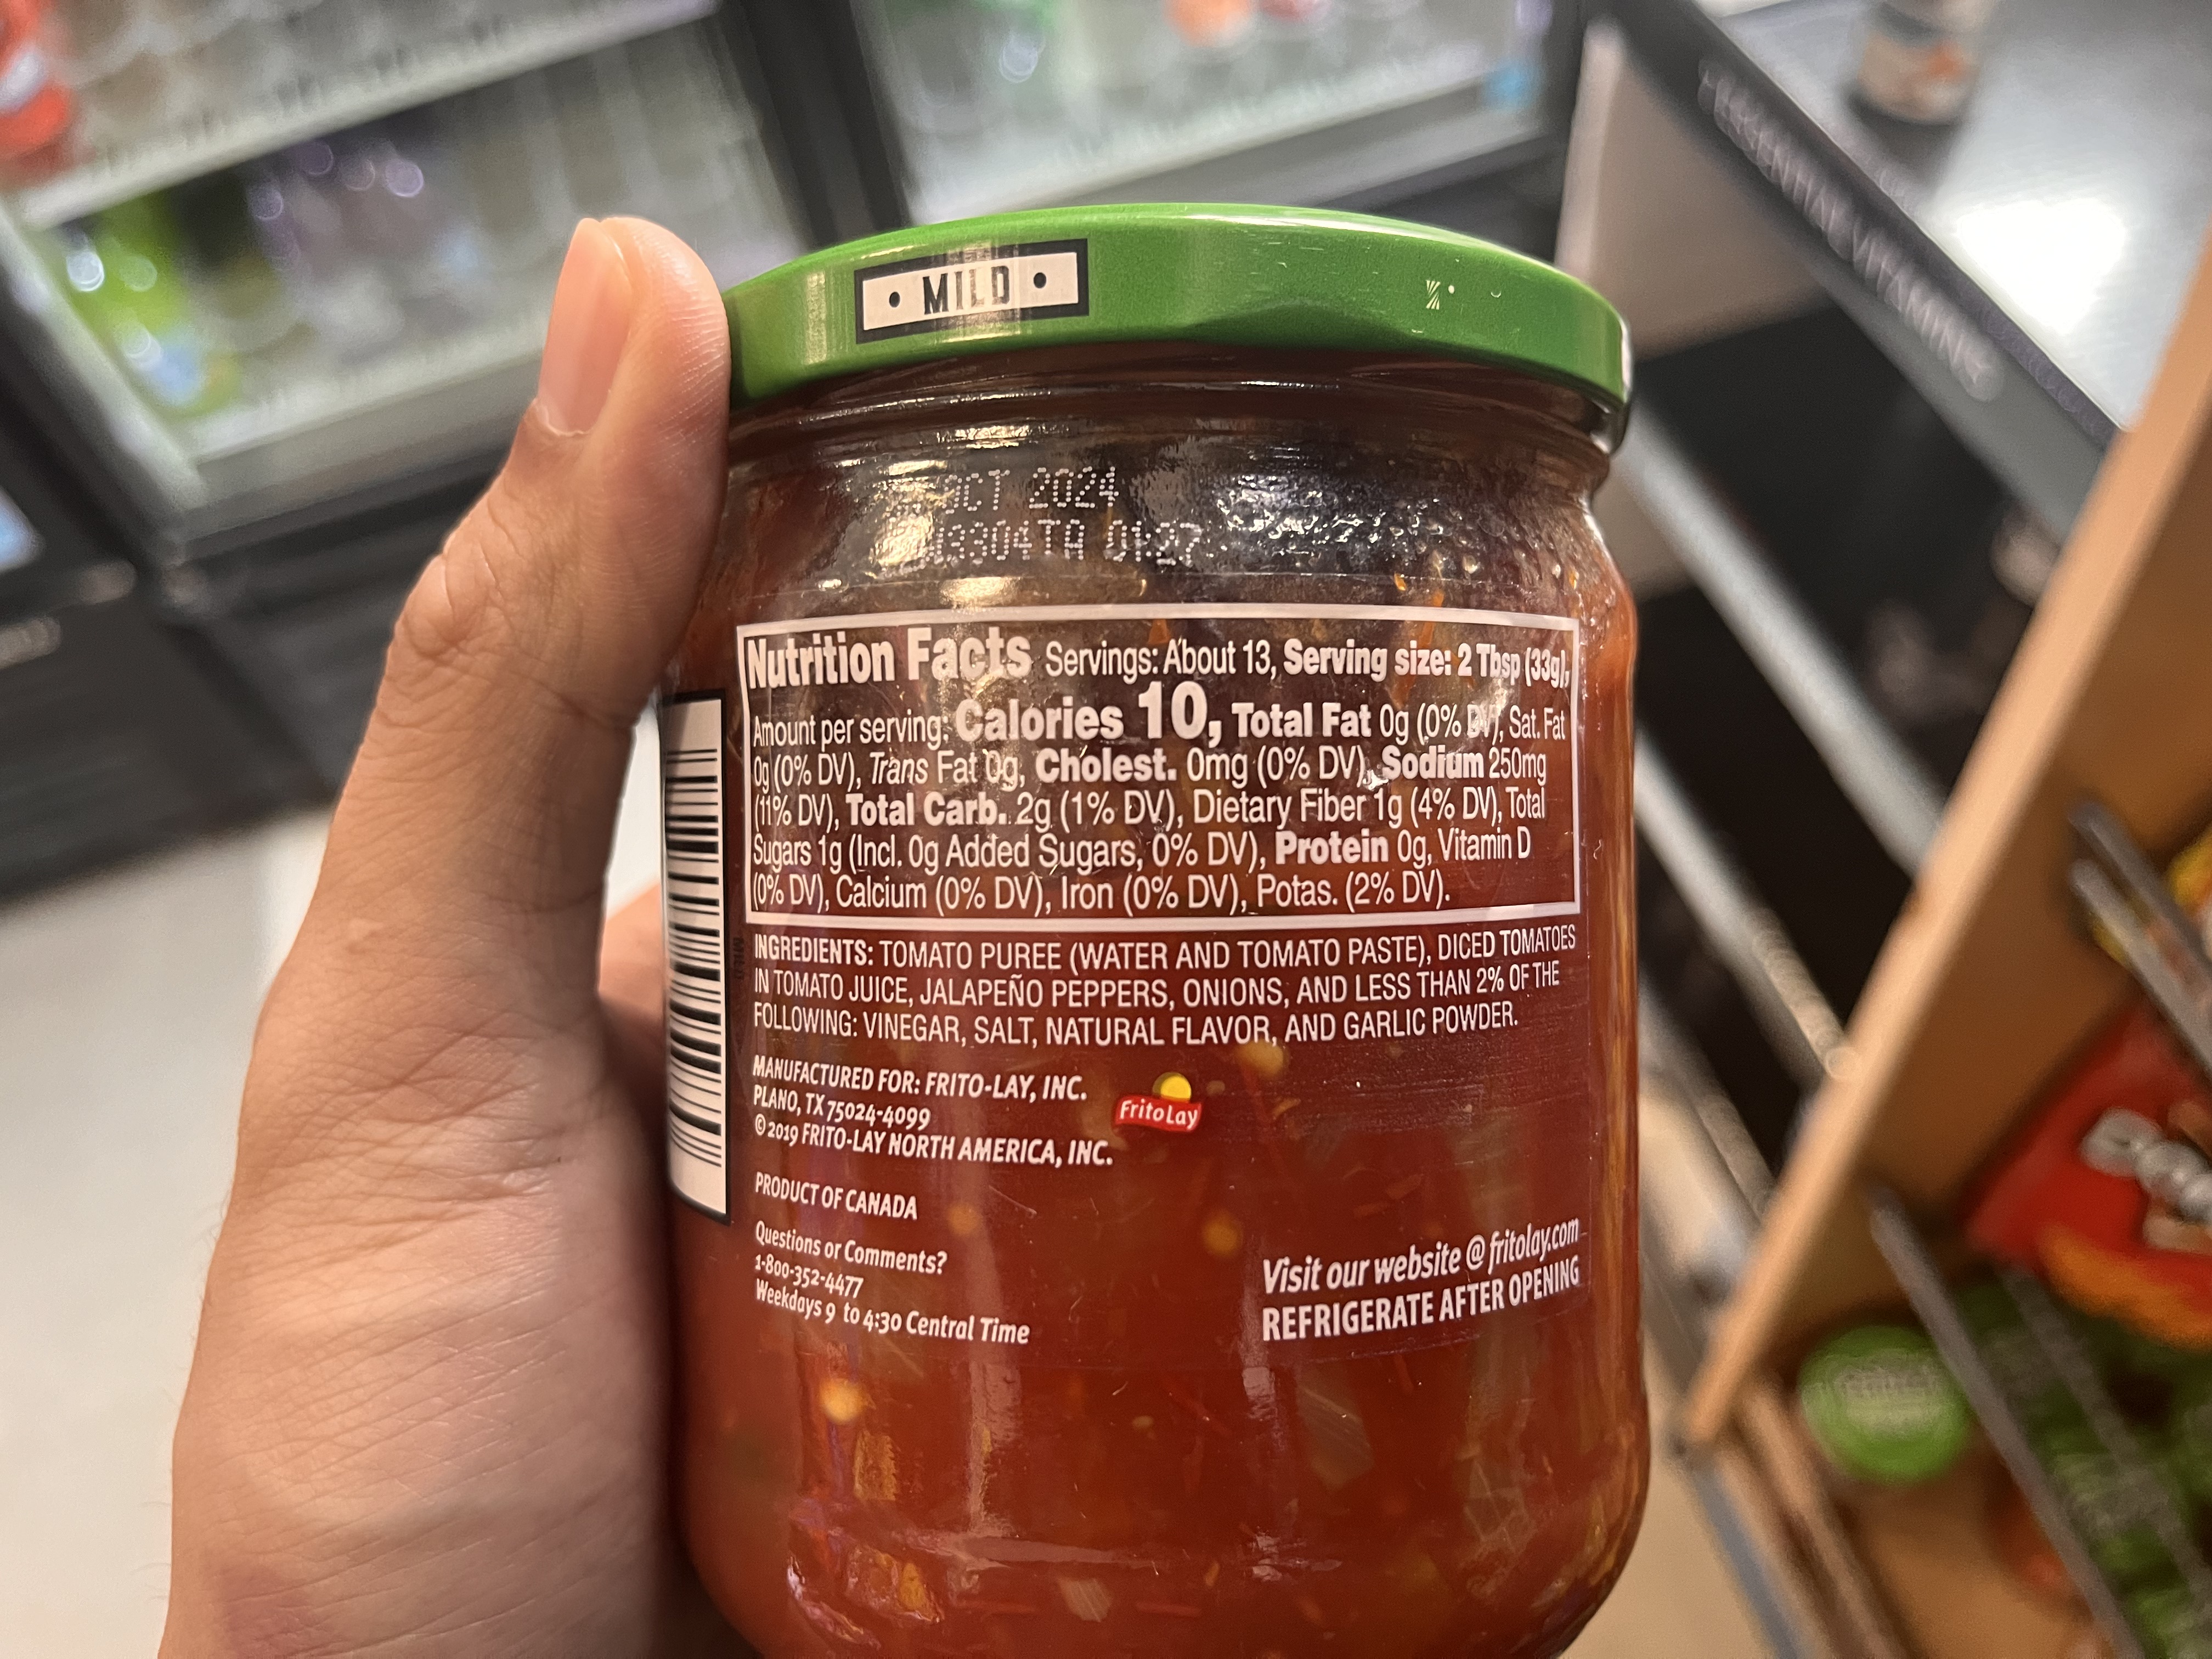 MILD
OCT 2024
Nutrition Facts Servings: About 13, Serving size: 2 Tbsp (33g),
Amount per serving: Calories 10, Total Fat 0g (0% DV), Sat. Fat
0g (0% DV), Trans Fat 0g, Cholest. 0mg (0% DV), Sodium 250mg
(11% DV), Total Carb. 2g (1% DV), Dietary Fiber 1g (4% DV), Total
Sugars 1g (Incl. 0g Added Sugars, 0% DV), Protein 0g, Vitamin D
(0% DV), Calcium (0% DV), Iron (0% DV), Potas. (2% DV).
INGREDIENTS: TOMATO PUREE (WATER AND TOMATO PASTE), DICED TOMATOES
IN TOMATO JUICE, JALAPEÑO PEPPERS, ONIONS, AND LESS THAN 2% OF THE
FOLLOWING: VINEGAR, SALT, NATURAL FLAVOR, AND GARLIC POWDER.
MANUFACTURED FOR: FRITO-LAY, INC.
PLANO, TX 75024-4099
© 2019 FRITO-LAY NORTH AMERICA, INC.
FritoLay
PRODUCT OF CANADA
Questions or Comments?
1-800-352-4477
Weekdays 9 to 4:30 Central Time
Visit our website @ fritolay.com
REFRIGERATE AFTER OPENING
MILD